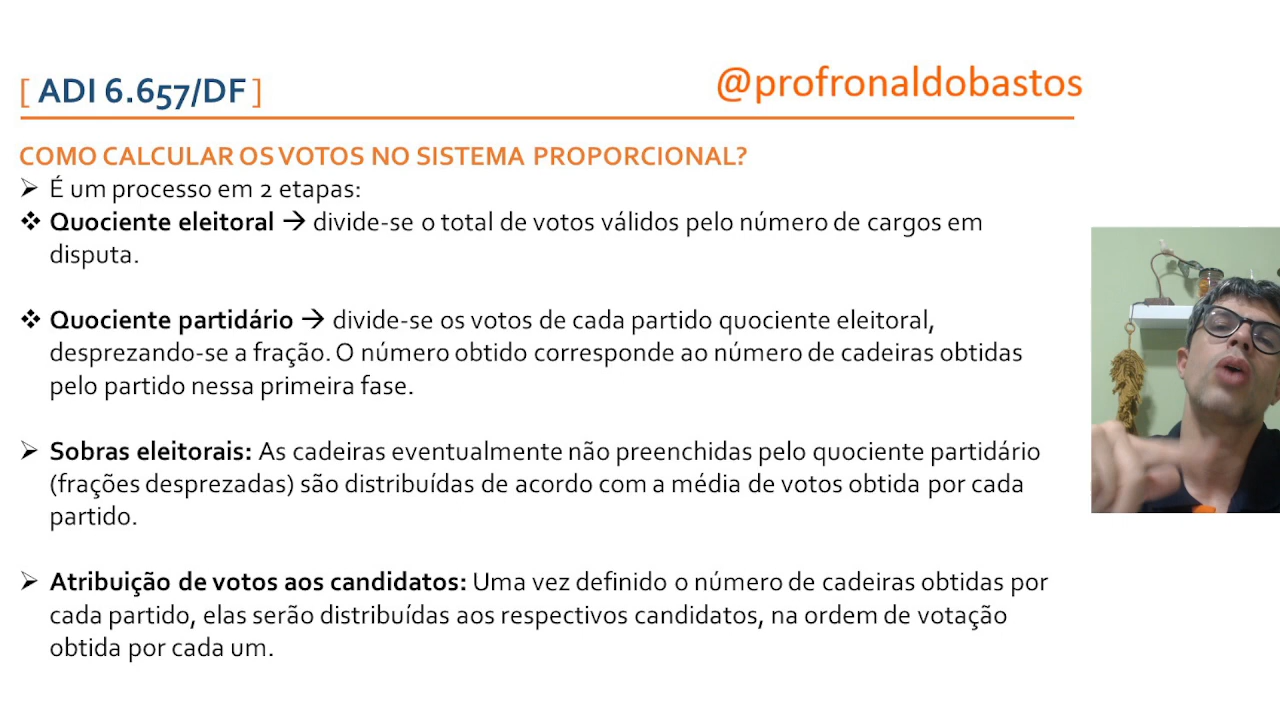 [ ADI 6.657/DF ]
@profronaldobastos
COMO CALCULAR OS VOTOS NO SISTEMA PROPORCIONAL?
➢ É um processo em 2 etapas:
❖ Quociente eleitoral → divide-se o total de votos válidos pelo número de cargos em
disputa.
❖ Quociente partidário → divide-se os votos de cada partido quociente eleitoral,
desprezando-se a fração. O número obtido corresponde ao número de cadeiras obtidas
pelo partido nessa primeira fase.
➢ Sobras eleitorais: As cadeiras eventualmente não preenchidas pelo quociente partidário
(frações desprezadas) são distribuídas de acordo com a média de votos obtida por cada
partido.
➢ Atribuição de votos aos candidatos: Uma vez definido o número de cadeiras obtidas por
cada partido, elas serão distribuídas aos respectivos candidatos, na ordem de votação
obtida por cada um.